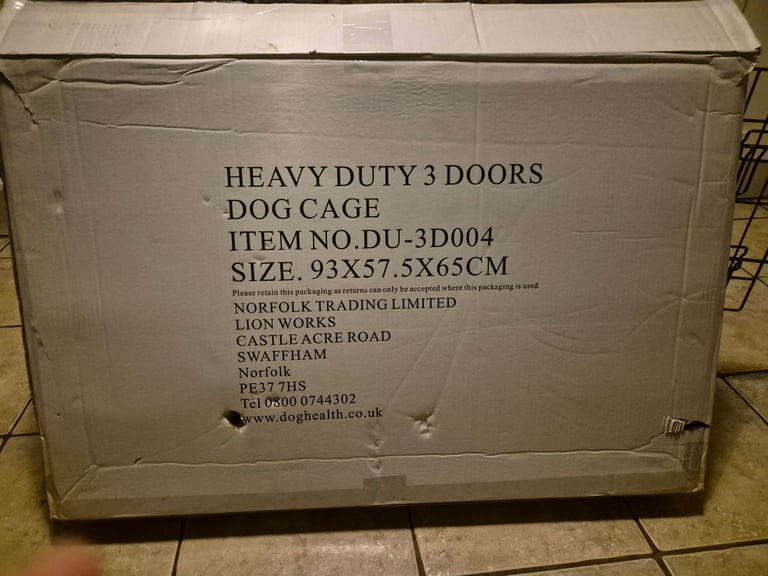 HEAVY DUTY 3 DOORS
DOG CAGE
ITEM NO.DU-3D004
SIZE. 93X57.5X65CM
Please retain this packaging as returns can only be accepted where this packaging is used
NORFOLK TRADING LIMITED
LION WORKS
CASTLE ACRE ROAD
SWAFFHAM
Norfolk
PE37 7HS
Tel 0800 0744302
www.doghealth.co.uk